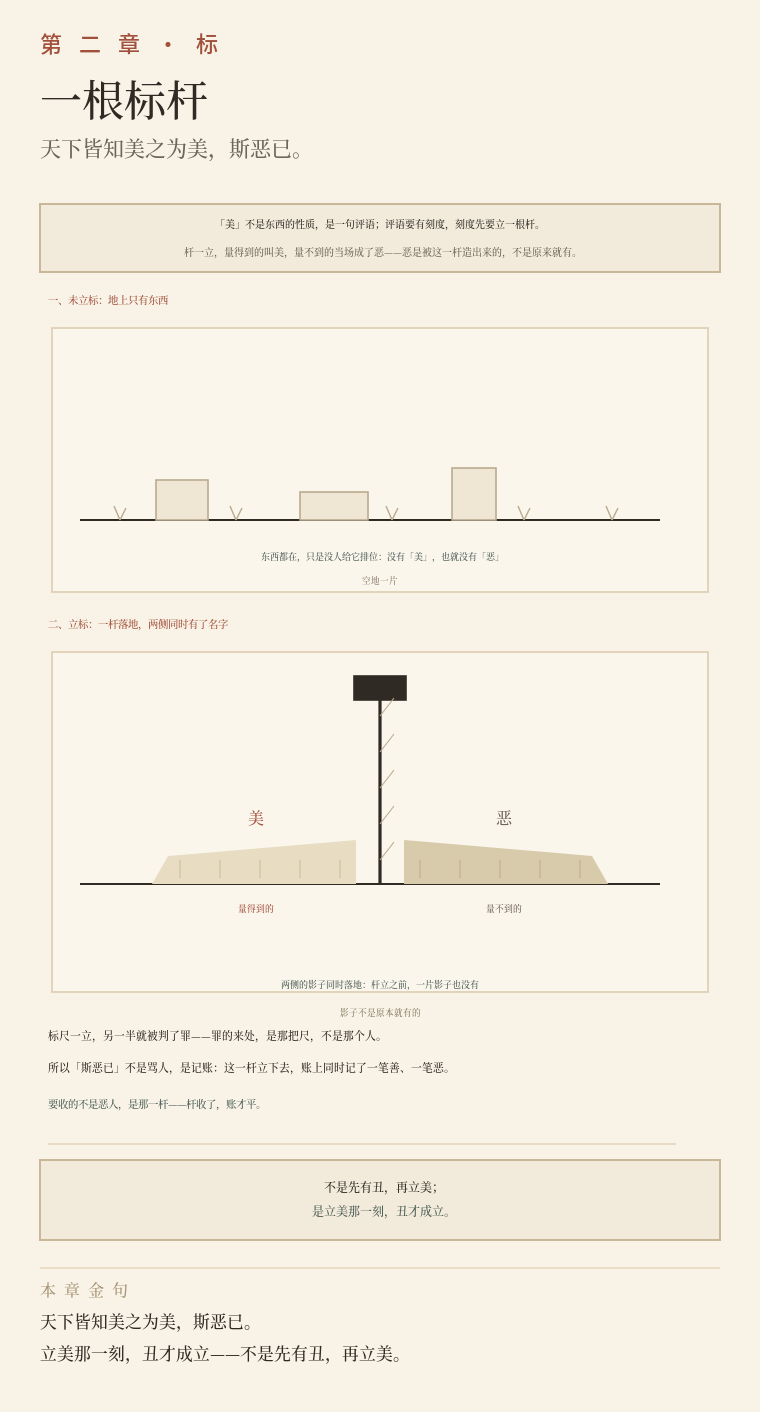 第二章·标
一根标杆
天下皆知美之为美，斯恶已。
「美」不是东西的性质，是一句评语；评语要有刻度，刻度先要立一根杆。
杆一立，量得到的叫美，量不到的当场成了恶——恶是被这一杆造出来的，不是原来就有。
一、未立标：地上只有东西
东西都在，只是没人给它排位：没有「美」，也就没有「恶」
空地一片
二、立标：一杆落地，两侧同时有了名字
美
恶
量得到的
量不到的
两侧的影子同时落地：杆立之前，一片影子也没有
影子不是原本就有的
标尺一立，另一半就被判了罪——罪的来处，是那把尺，不是那个人。
所以「斯恶已」不是骂人，是记账：这一杆立下去，账上同时记了一笔善、一笔恶。
要收的不是恶人，是那一杆——杆收了，账才平。
不是先有丑，再立美；
是立美那一刻，丑才成立。
本章金句
天下皆知美之为美，斯恶已。
立美那一刻，丑才成立——不是先有丑，再立美。